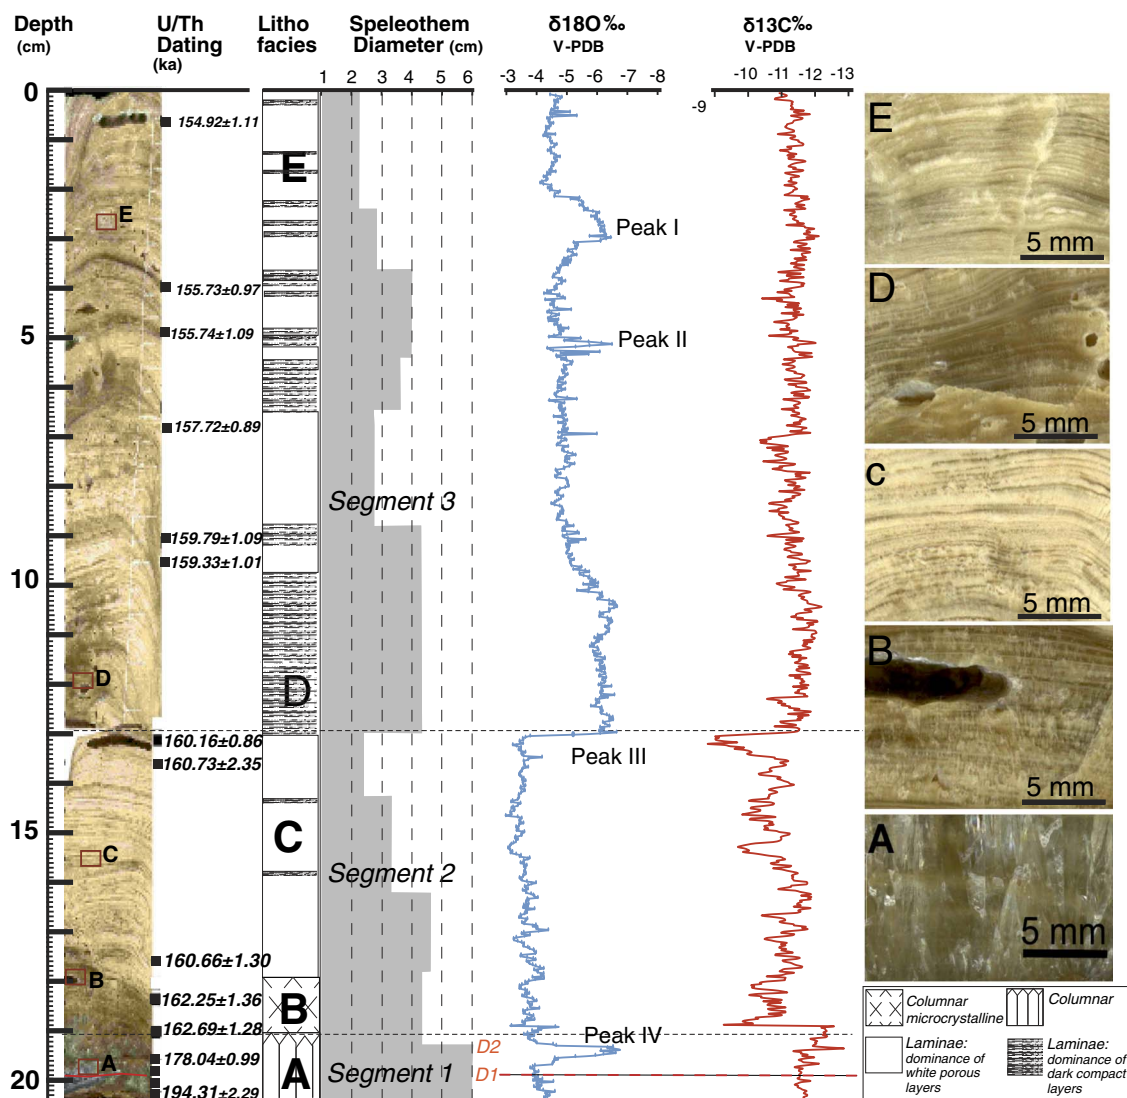 Depth
(cm)
U/Th
Dating
(ka)
Litho
facies
Speleothem
Diameter (cm)
δ18O‰
V-PDB
δ13C‰
V-PDB
1 2 3 4 5 6
-3 -4 -5 -6 -7 -8
-9 -10 -11 -12 -13
0
5
10
15
20
154.92±1.11
155.73±0.97
155.74±1.09
157.72±0.89
159.79±1.09
159.33±1.01
160.16±0.86
160.73±2.35
160.66±1.30
162.25±1.36
162.69±1.28
178.04±0.99
194.31±2.29
E
D
C
B
A
E
D
C
B
A
Segment 3
Segment 2
Segment 1
Peak I
Peak II
Peak III
Peak IV
D2
D1
E
5 mm
D
5 mm
C
5 mm
B
5 mm
A
5 mm
Columnar
microcrystalline
Columnar
Laminae:
dominance of
white porous
layers
Laminae:
dominance of
dark compact
layers